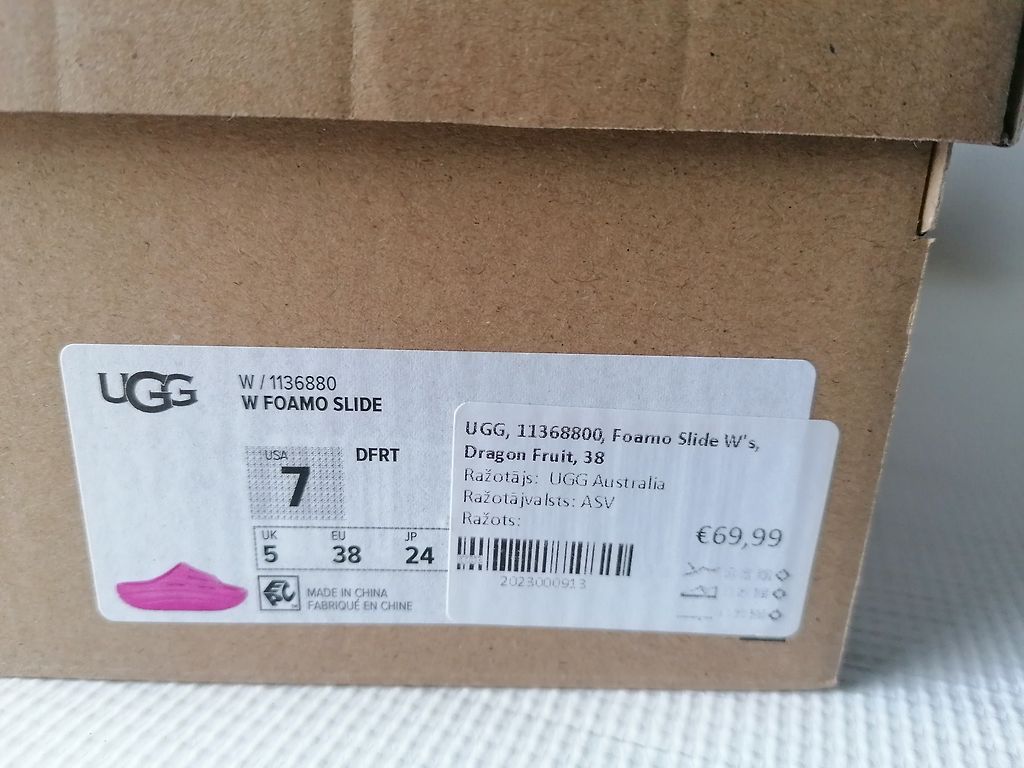 UGG
W / 1136880
W FOAMO SLIDE
USA
7
DFRT
UK EU JP
5 38 24
MADE IN CHINA
FABRIQUÉ EN CHINE
UGG, 11368800, Foamo Slide W's,
Dragon Fruit, 38
Ražotājs: UGG Australia
Ražotājvalsts: ASV
Ražots:
€69,99
2023000913